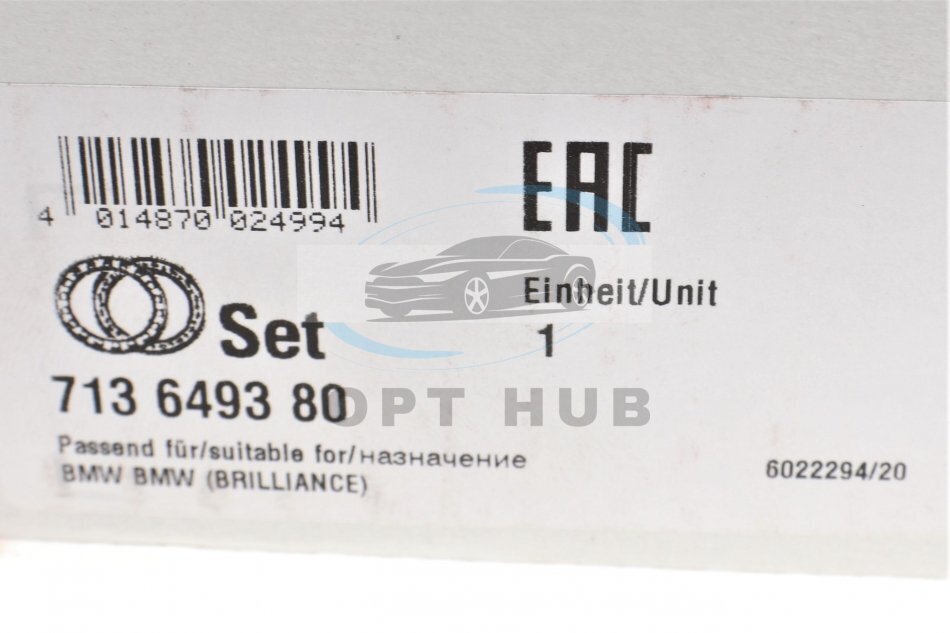 4 014870 024994
EAC
Set
Einheit/Unit
1
713 6493 80
OPT HUB
Passend für/suitable for/назначение
BMW BMW (BRILLIANCE)
6022294/20